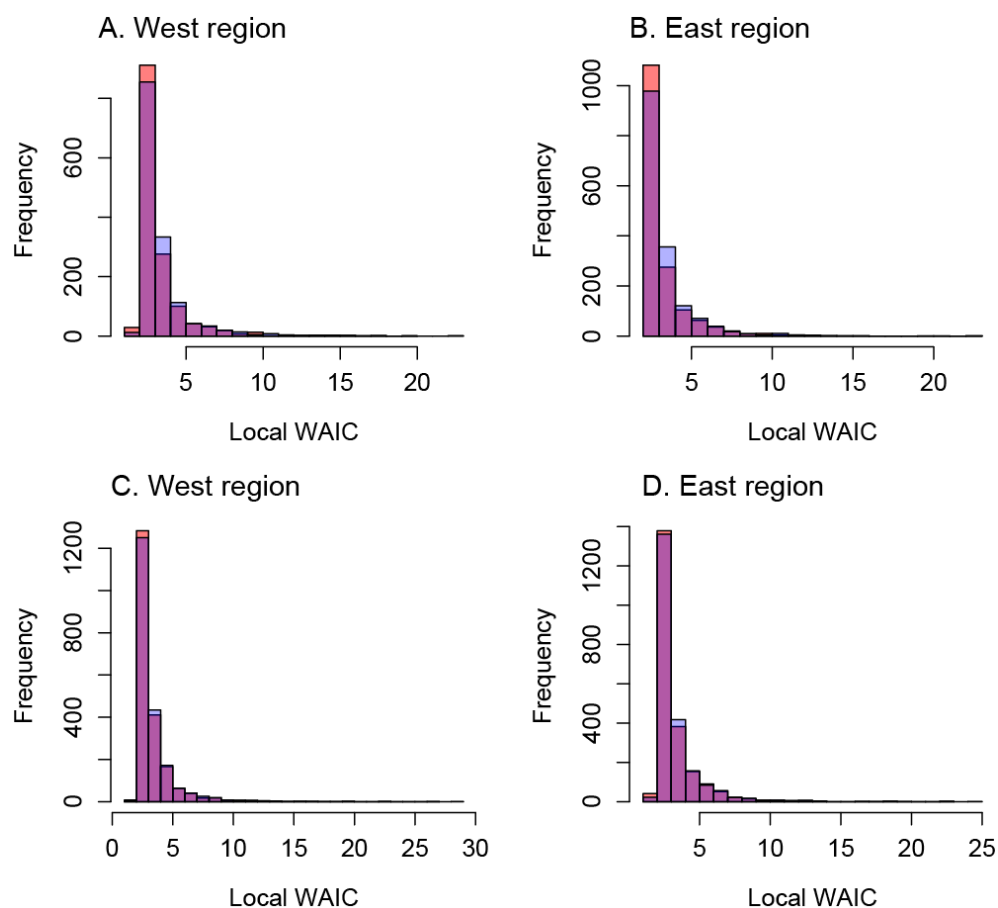 A. West region
Frequency
0 200 600
5 10 15 20
Local WAIC
B. East region
Frequency
0 200 600 1000
5 10 15 20
Local WAIC
C. West region
Frequency
0 400 800 1200
0 5 10 15 20 25 30
Local WAIC
D. East region
Frequency
0 400 800 1200
5 10 15 20 25
Local WAIC